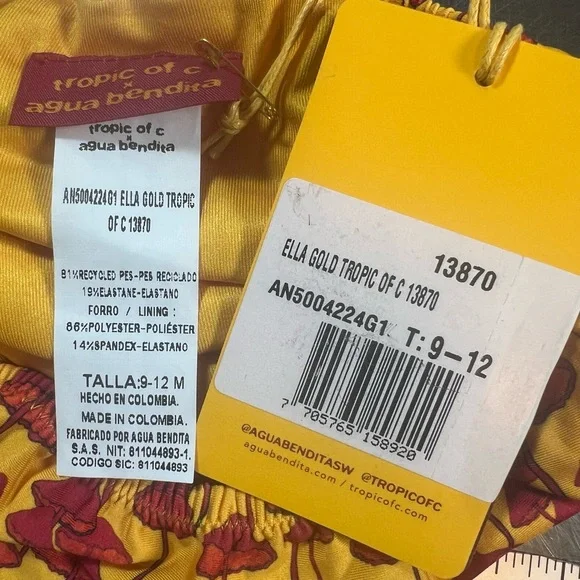 tropic of c
x
agua bendita
tropic of c
x
agua bendita
AN5004224G1 ELLA GOLD TROPIC
OF C 13870
81%RECYCLED PES-PES RECICLADO
19%ELASTANE-ELASTANO
FORRO / LINING :
86%POLYESTER-POLIÉSTER
14%SPANDEX-ELASTANO
TALLA:9-12 M
HECHO EN COLOMBIA.
MADE IN COLOMBIA.
FABRICADO POR AGUA BENDITA
S.A.S. NIT: 811044893-1.
CODIGO SIC: 811044893
13870
ELLA GOLD TROPIC OF C 13870
AN5004224G1 T: 9-12
7 705765 158920
@AGUABENDITASW @TROPICOFC
aguabendita.com / tropicofc.com